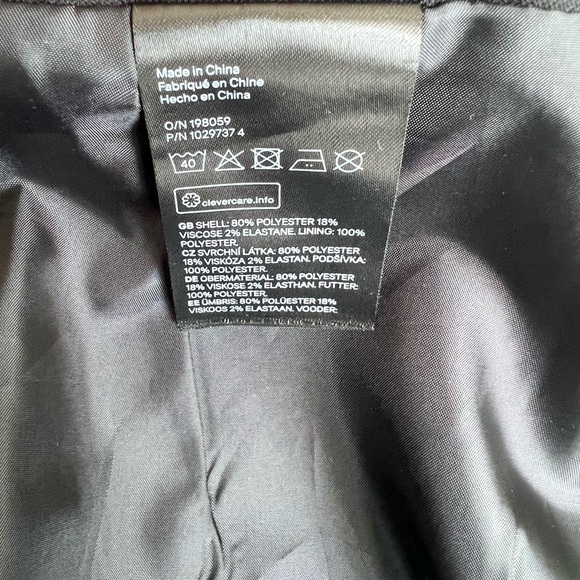 Made in China
Fabriqué en Chine
Hecho en China
O/N 198059
P/N 1029737 4
40
clevercare.info
GB SHELL: 80% POLYESTER 18%
VISCOSE 2% ELASTANE. LINING: 100%
POLYESTER.
CZ SVRCHNÍ LÁTKA: 80% POLYESTER
18% VISKÓZA 2% ELASTAN. PODŠÍVKA:
100% POLYESTER.
DE OBERMATERIAL: 80% POLYESTER
18% VISKOSE 2% ELASTHAN. FUTTER:
100% POLYESTER.
EE ÜMBRIS: 80% POLÜESTER 18%
VISKOOS 2% ELASTAAN. VOODER: